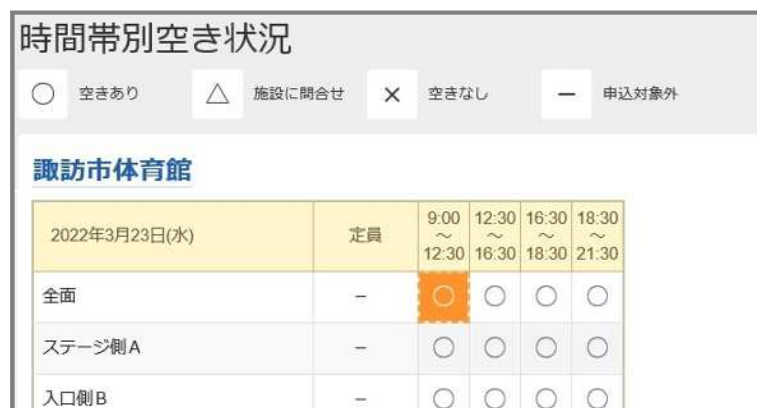 時間帯別空き状況
○ 空きあり △ 施設に問合せ × 空きなし － 申込対象外
諏訪市体育館
2022年3月23日(水) 定員 9:00～12:30 12:30～16:30 16:30～18:30 18:30～21:30
全面 － ○ ○ ○ ○
ステージ側A － ○ ○ ○ ○
入口側B － ○ ○ ○ ○